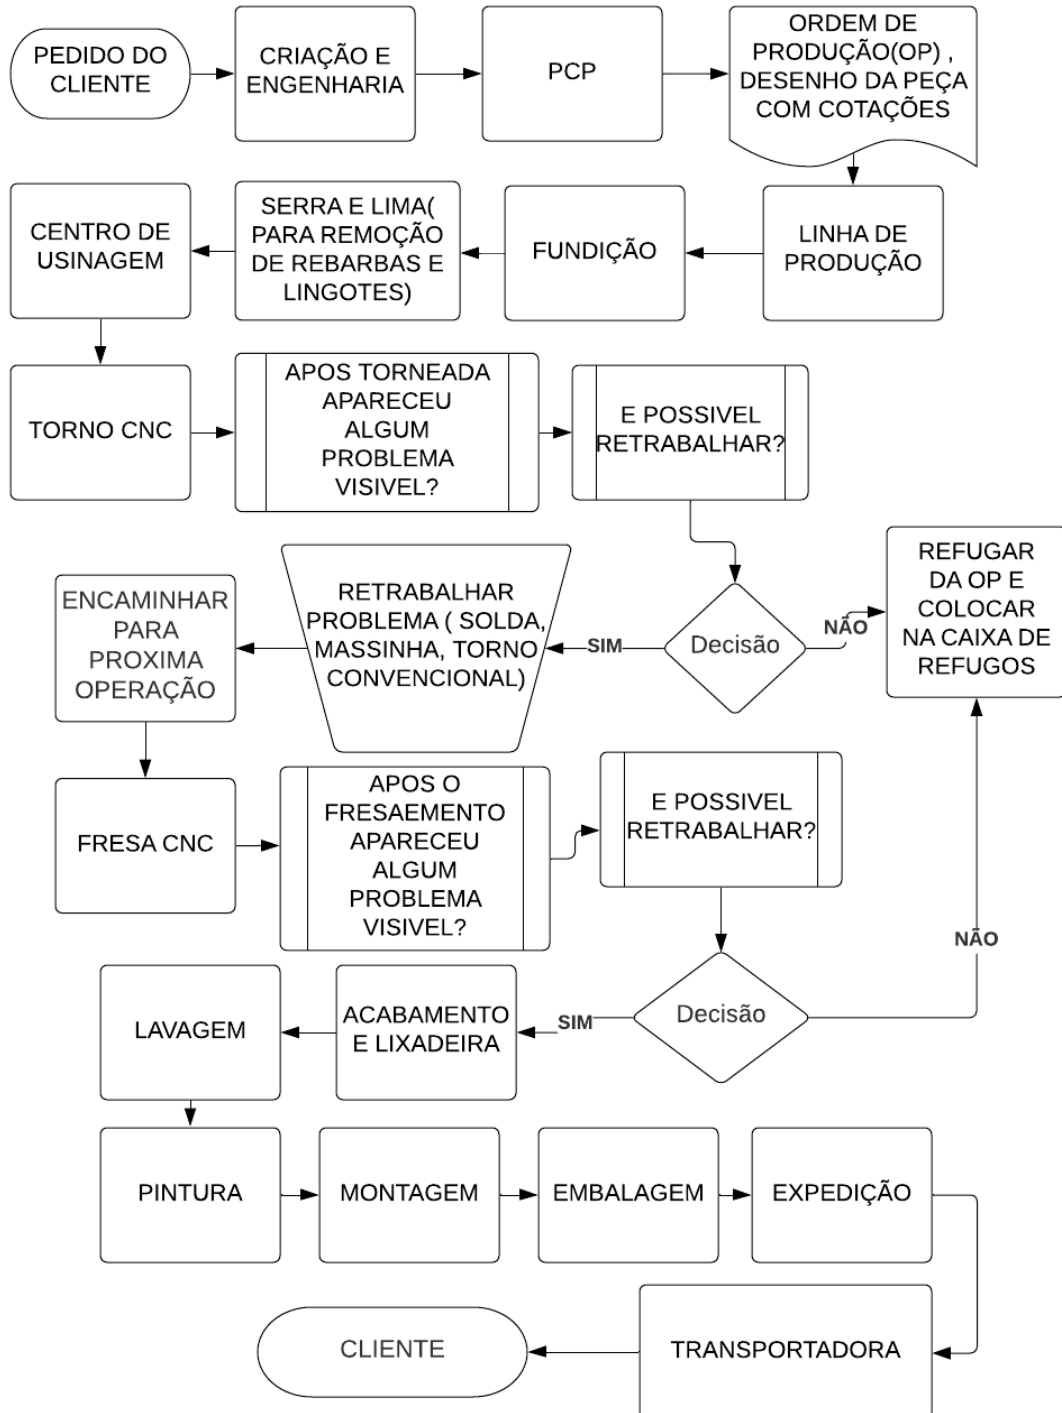 PEDIDO DO
CLIENTE
CRIAÇÃO E
ENGENHARIA
PCP
ORDEM DE
PRODUÇÃO(OP) ,
DESENHO DA PEÇA
COM COTAÇÕES
LINHA DE
PRODUÇÃO
FUNDIÇÃO
SERRA E LIMA(
PARA REMOÇÃO
DE REBARBAS E
LINGOTES)
CENTRO DE
USINAGEM
TORNO CNC
APOS TORNEADA
APARECEU
ALGUM
PROBLEMA
VISIVEL?
E POSSIVEL
RETRABALHAR?
Decisão
NÃO
REFUGAR
DA OP E
COLOCAR
NA CAIXA DE
REFUGOS
SIM
RETRABALHAR
PROBLEMA ( SOLDA,
MASSINHA, TORNO
CONVENCIONAL)
ENCAMINHAR
PARA
PROXIMA
OPERAÇÃO
FRESA CNC
APOS O
FRESAEMENTO
APARECEU
ALGUM
PROBLEMA
VISIVEL?
E POSSIVEL
RETRABALHAR?
Decisão
NÃO
SIM
ACABAMENTO
E LIXADEIRA
LAVAGEM
PINTURA
MONTAGEM
EMBALAGEM
EXPEDIÇÃO
TRANSPORTADORA
CLIENTE